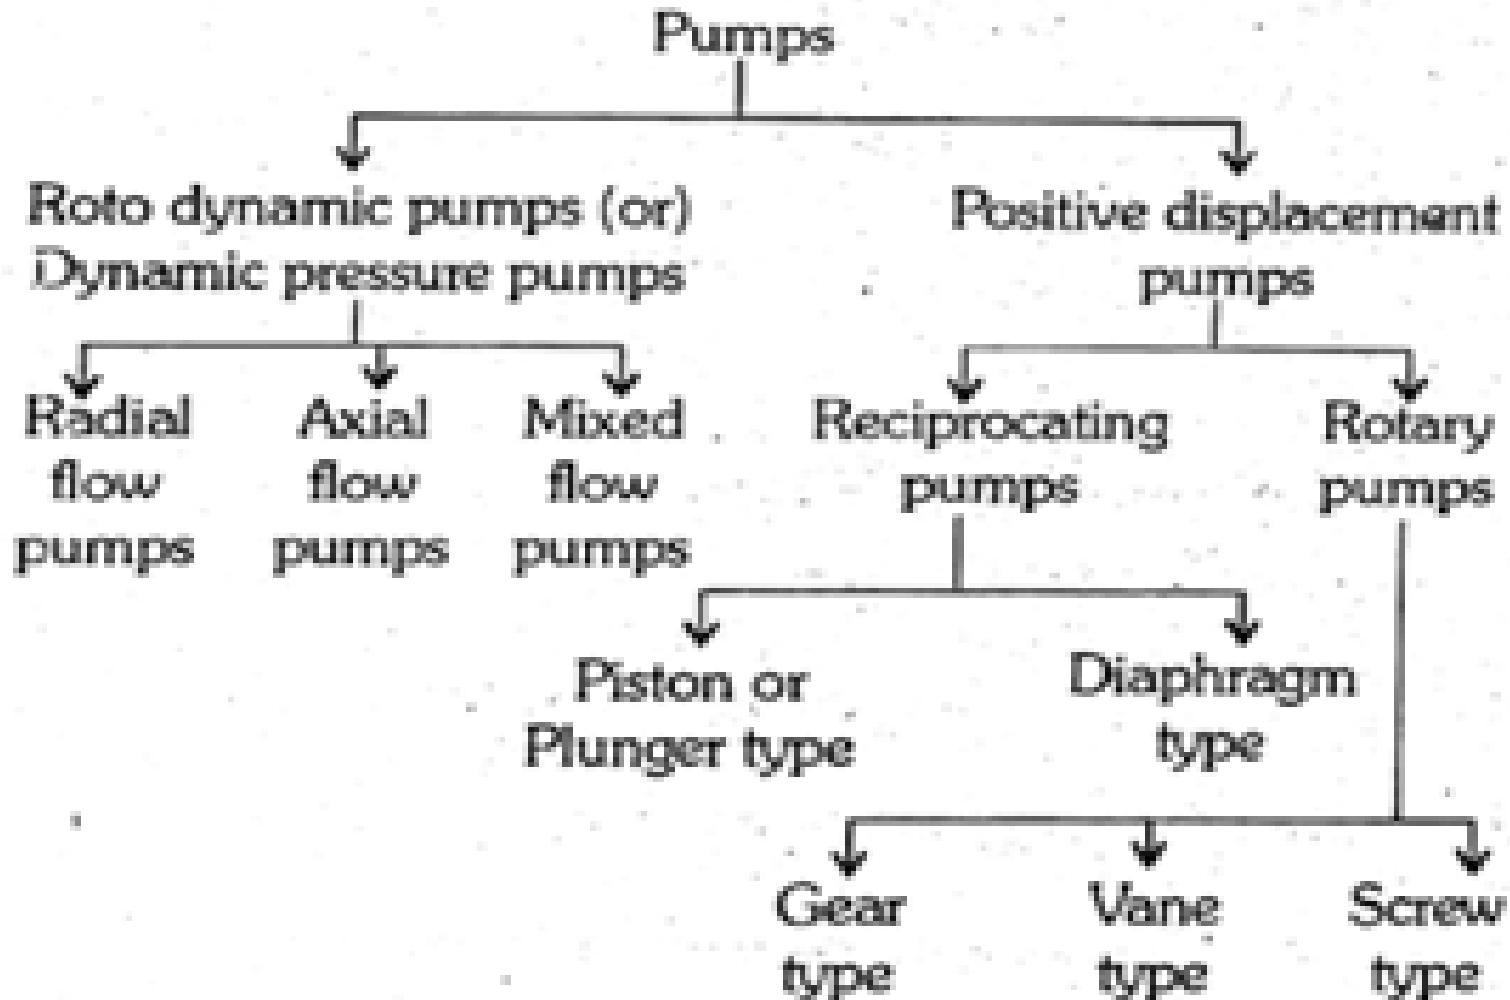 Pumps
Roto dynamic pumps (or)
Dynamic pressure pumps
Positive displacement
pumps
Radial
flow
pumps
Axial
flow
pumps
Mixed
flow
pumps
Reciprocating
pumps
Rotary
pumps
Piston or
Plunger type
Diaphragm
type
Gear
type
Vane
type
Screw
type